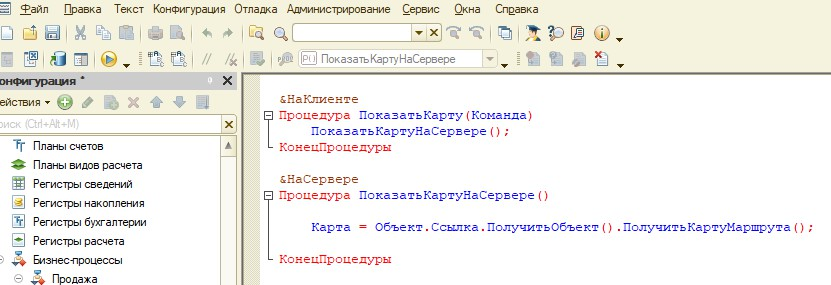 Файл Правка Текст Конфигурация Отладка Администрирование Сервис Окна Справка
P() ПоказатьКартуНаСервере
онфигурация *
ействия
оиск (Ctrl+Alt+M)
Планы счетов
Планы видов расчета
Регистры сведений
Регистры накопления
Регистры бухгалтерии
Регистры расчета
Бизнес-процессы
Продажа
&НаКлиенте
Процедура ПоказатьКарту(Команда)
ПоказатьКартуНаСервере();
КонецПроцедуры
&НаСервере
Процедура ПоказатьКартуНаСервере()
Карта = Объект.Ссылка.ПолучитьОбъект().ПолучитьКартуМаршрута();
КонецПроцедуры